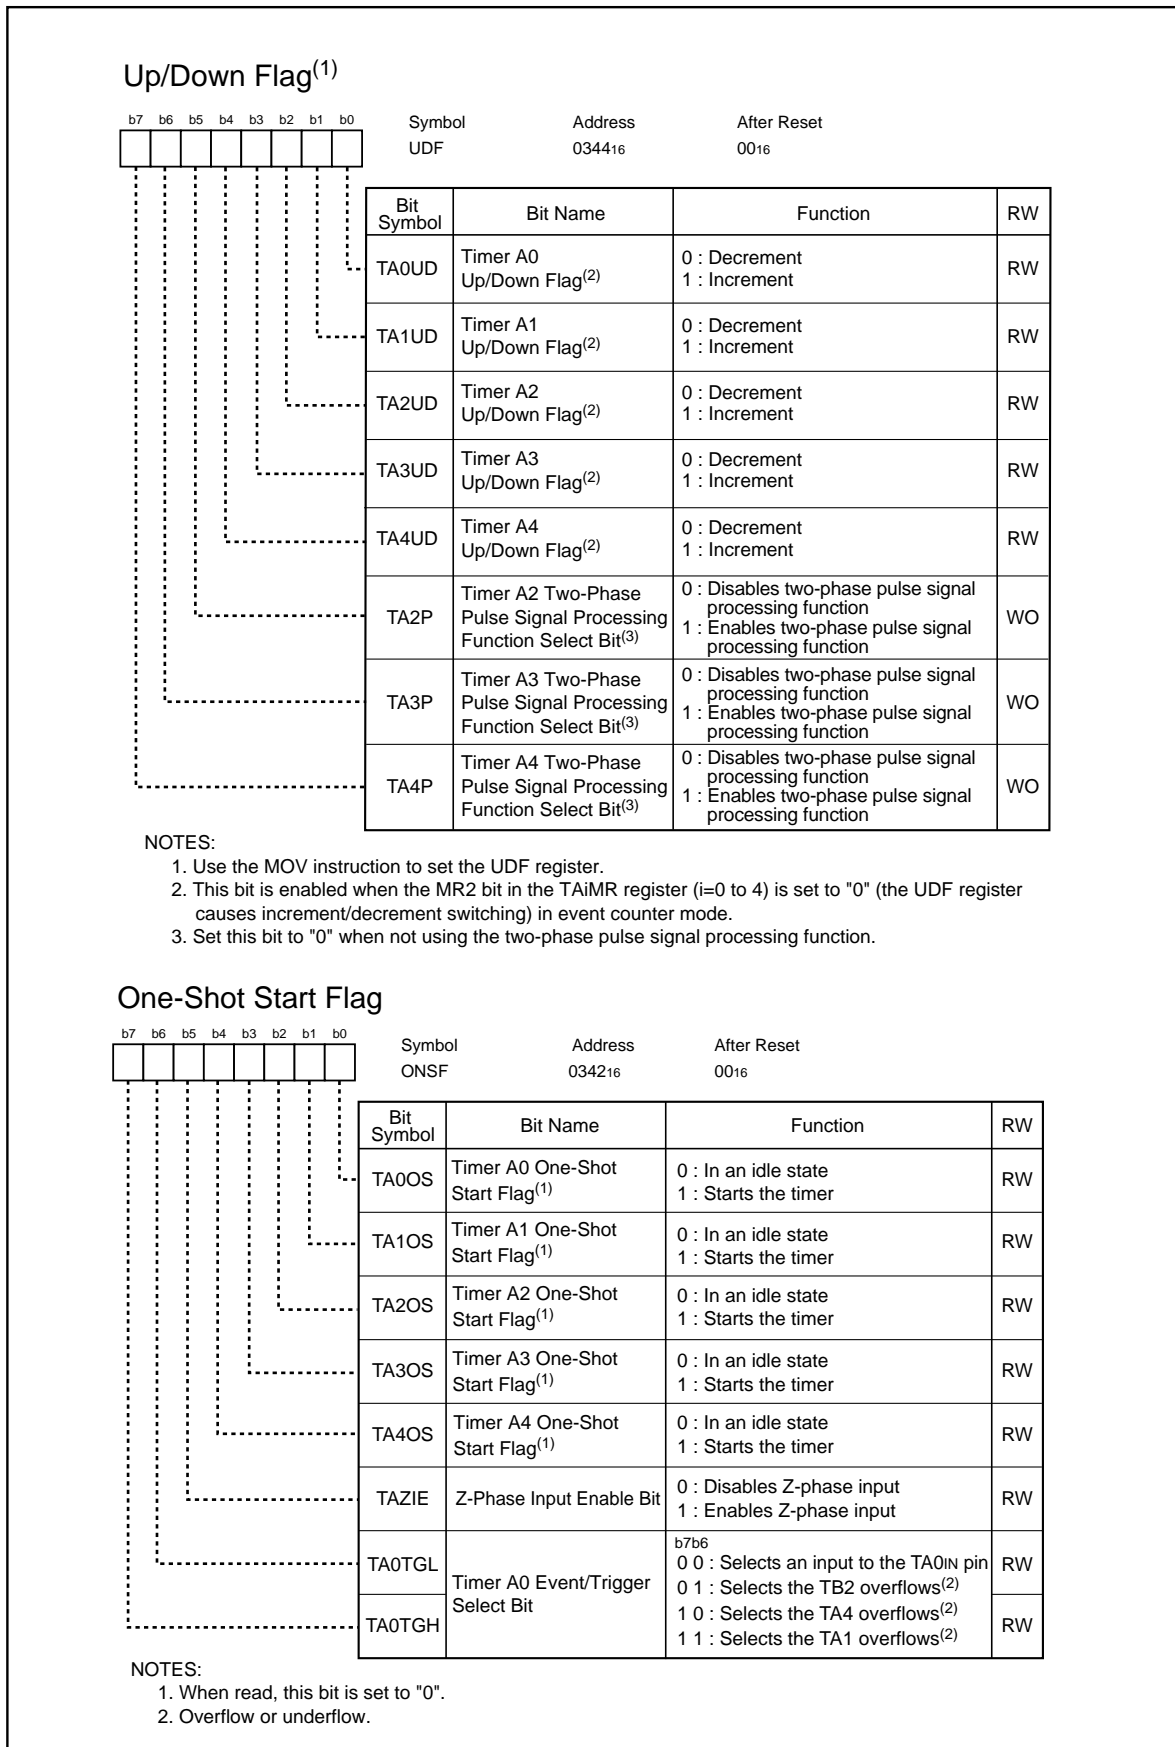 Up/Down Flag(1)
b7 b6 b5 b4 b3 b2 b1 b0
Symbol Address After Reset
UDF 034416 0016
Bit Symbol Bit Name Function RW
TA0UD Timer A0 Up/Down Flag(2) 0 : Decrement 1 : Increment RW
TA1UD Timer A1 Up/Down Flag(2) 0 : Decrement 1 : Increment RW
TA2UD Timer A2 Up/Down Flag(2) 0 : Decrement 1 : Increment RW
TA3UD Timer A3 Up/Down Flag(2) 0 : Decrement 1 : Increment RW
TA4UD Timer A4 Up/Down Flag(2) 0 : Decrement 1 : Increment RW
TA2P Timer A2 Two-Phase Pulse Signal Processing Function Select Bit(3) 0 : Disables two-phase pulse signal processing function 1 : Enables two-phase pulse signal processing function WO
TA3P Timer A3 Two-Phase Pulse Signal Processing Function Select Bit(3) 0 : Disables two-phase pulse signal processing function 1 : Enables two-phase pulse signal processing function WO
TA4P Timer A4 Two-Phase Pulse Signal Processing Function Select Bit(3) 0 : Disables two-phase pulse signal processing function 1 : Enables two-phase pulse signal processing function WO
NOTES:
1. Use the MOV instruction to set the UDF register.
2. This bit is enabled when the MR2 bit in the TAiMR register (i=0 to 4) is set to "0" (the UDF register
causes increment/decrement switching) in event counter mode.
3. Set this bit to "0" when not using the two-phase pulse signal processing function.
One-Shot Start Flag
b7 b6 b5 b4 b3 b2 b1 b0
Symbol Address After Reset
ONSF 034216 0016
Bit Symbol Bit Name Function RW
TA0OS Timer A0 One-Shot Start Flag(1) 0 : In an idle state 1 : Starts the timer RW
TA1OS Timer A1 One-Shot Start Flag(1) 0 : In an idle state 1 : Starts the timer RW
TA2OS Timer A2 One-Shot Start Flag(1) 0 : In an idle state 1 : Starts the timer RW
TA3OS Timer A3 One-Shot Start Flag(1) 0 : In an idle state 1 : Starts the timer RW
TA4OS Timer A4 One-Shot Start Flag(1) 0 : In an idle state 1 : Starts the timer RW
TAZIE Z-Phase Input Enable Bit 0 : Disables Z-phase input 1 : Enables Z-phase input RW
b7b6
TA0TGL Timer A0 Event/Trigger Select Bit 0 0 : Selects an input to the TA0IN pin RW
0 1 : Selects the TB2 overflows(2)
TA0TGH 1 0 : Selects the TA4 overflows(2) RW
1 1 : Selects the TA1 overflows(2)
NOTES:
1. When read, this bit is set to "0".
2. Overflow or underflow.